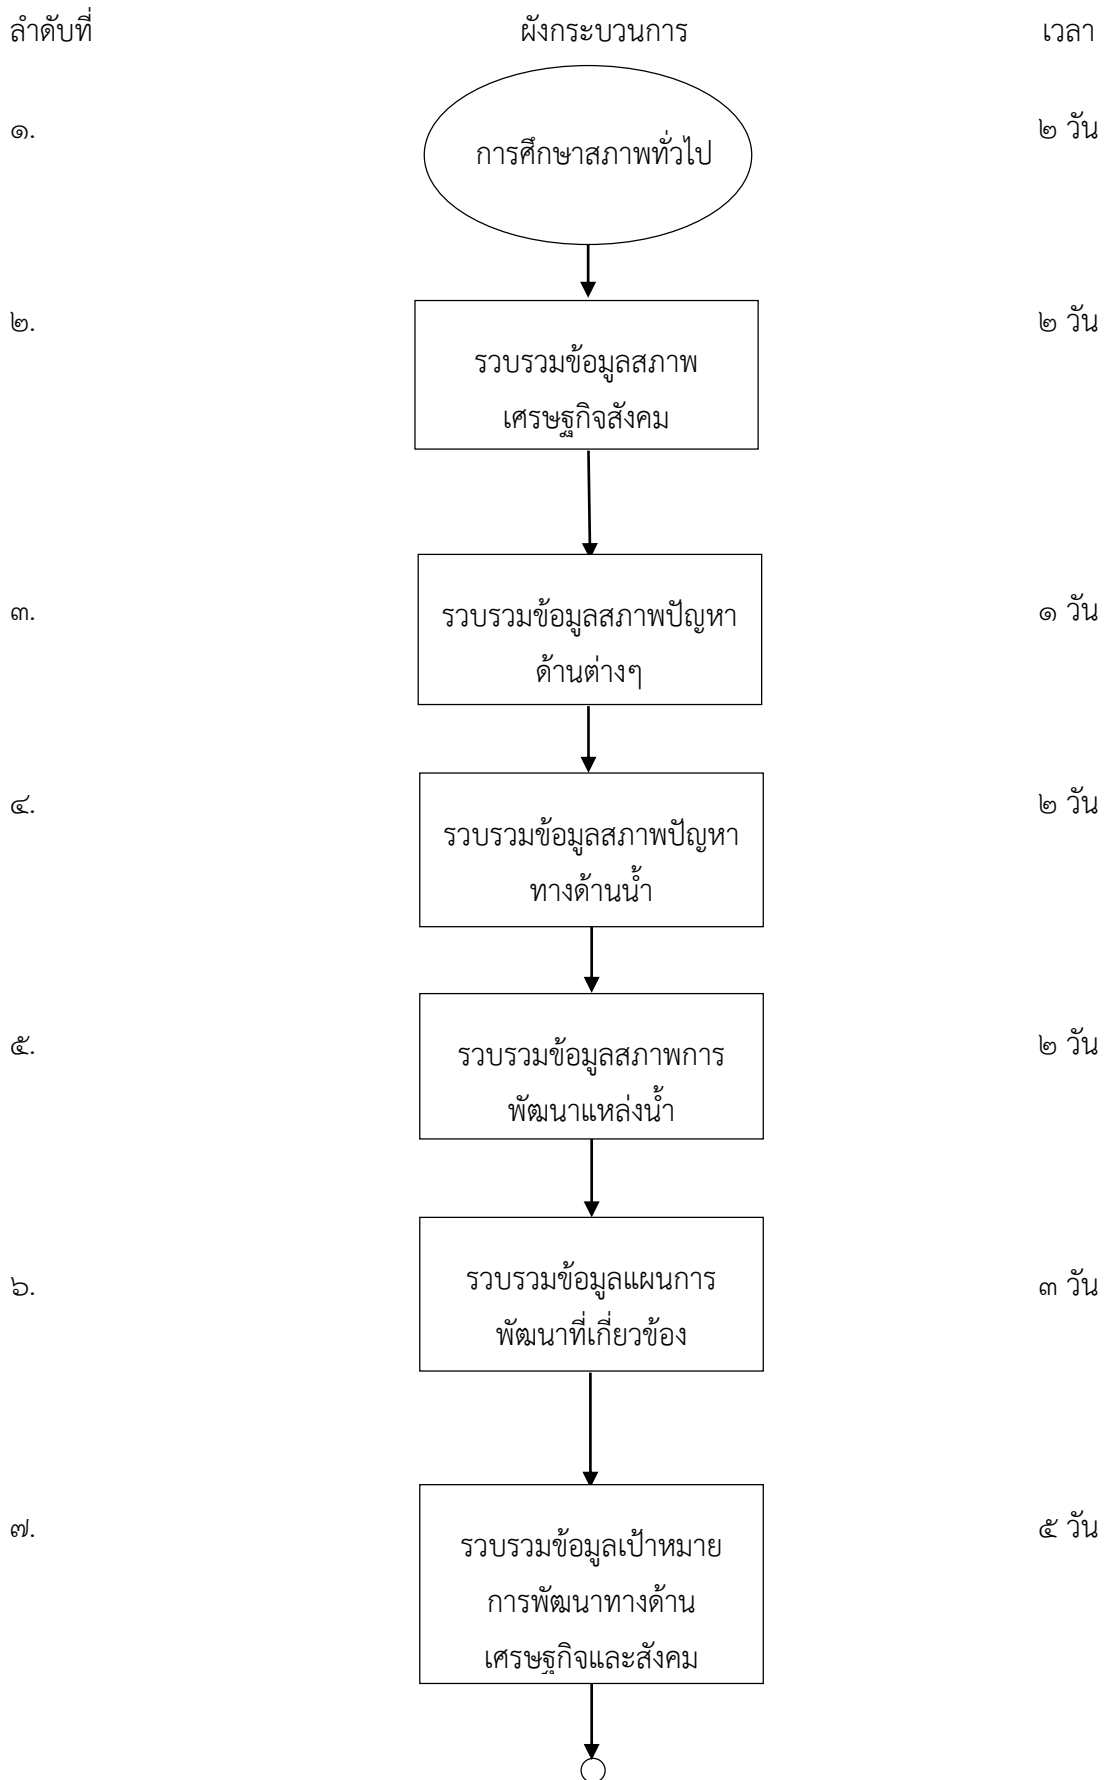 ลำดับที่ ผังกระบวนการ เวลา
๑. การศึกษาสภาพทั่วไป ๒ วัน
๒. รวบรวมข้อมูลสภาพ ๒ วัน
เศรษฐกิจสังคม
๓. รวบรวมข้อมูลสภาพปัญหา ๑ วัน
ด้านต่างๆ
๔. รวบรวมข้อมูลสภาพปัญหา ๒ วัน
ทางด้านน้ำ
๕. รวบรวมข้อมูลสภาพการ ๒ วัน
พัฒนาแหล่งน้ำ
๖. รวบรวมข้อมูลแผนการ ๓ วัน
พัฒนาที่เกี่ยวข้อง
๗. รวบรวมข้อมูลเป้าหมาย ๕ วัน
การพัฒนาทางด้าน
เศรษฐกิจและสังคม